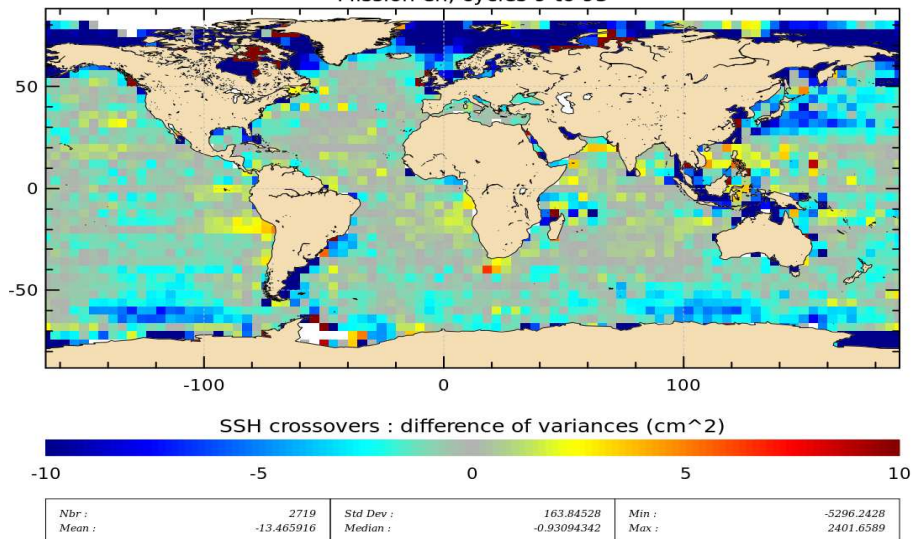 50
0
-50
-100 0 100
SSH crossovers : difference of variances (cm^2)
-10 -5 0 5 10
Nbr : 2719 Std Dev : 163.84528 Min : -5296.2428
Mean : -13.465916 Median : -0.93094342 Max : 2401.6589